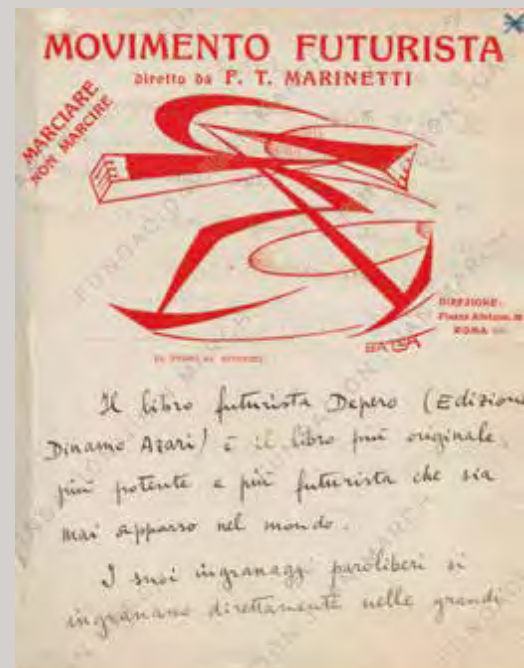 MOVIMENTO FUTURISTA
diretto da F. T. MARINETTI
MARCIARE
NON MARCIRE
DIREZIONE:
ROMA
BALLA
Il libro futurista Depero (Edizione
Dinamo Azari) è il libro più originale,
più potente e più futurista che sia
mai apparso nel mondo.
I suoi ingranaggi paroliberi si
ingranano direttamente nelle grandi